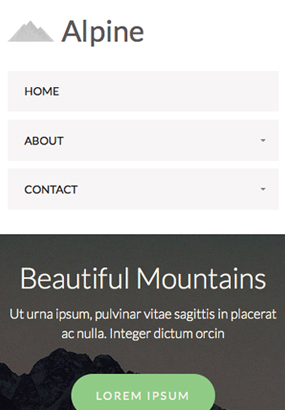 Alpine
HOME
ABOUT
CONTACT
Beautiful Mountains
Ut urna ipsum, pulvinar vitae sagittis in placerat
ac nulla. Integer dictum orcin
LOREM IPSUM